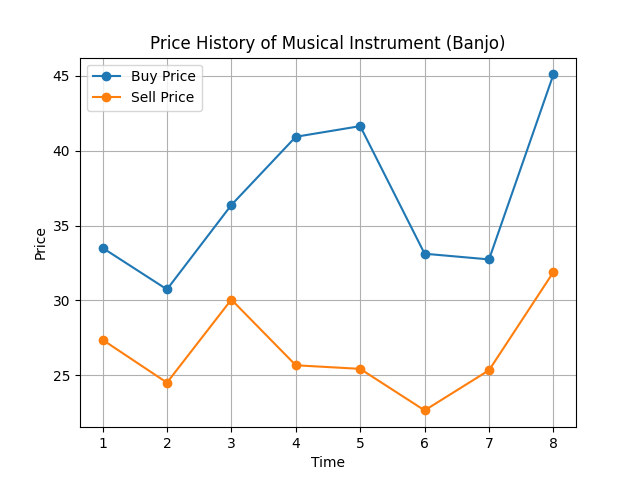 Price History of Musical Instrument (Banjo)
Buy Price
Sell Price
45
40
35
30
25
Price
1 2 3 4 5 6 7 8
Time